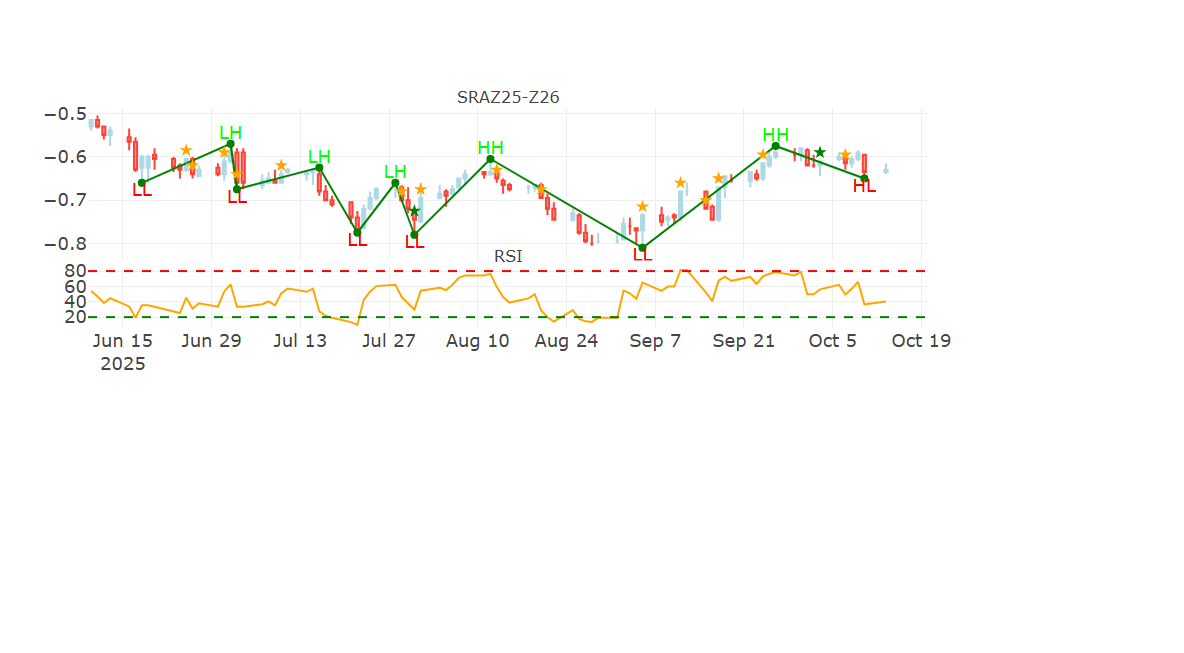 SRAZ25-Z26
−0.5
LH
HH
HH
LH
−0.6
LH
LL
LL
HL
−0.7
LL
LL
LL
−0.8
RSI
80
60
40
20
Jun 15 Jun 29 Jul 13 Jul 27 Aug 10 Aug 24 Sep 7 Sep 21 Oct 5 Oct 19
2025